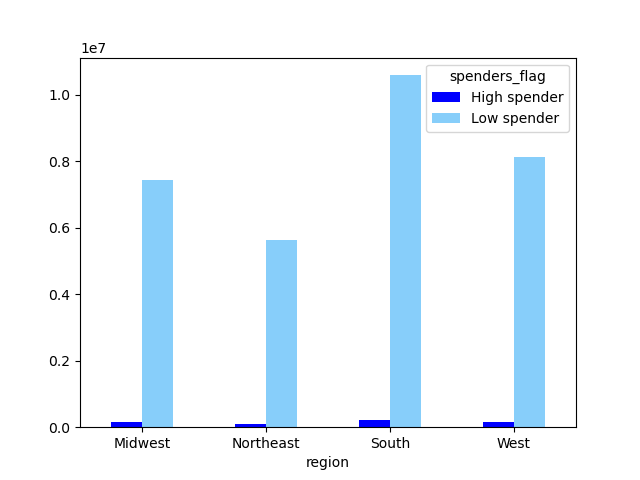 1e7
spenders_flag
High spender
Low spender
1.0
0.8
0.6
0.4
0.2
0.0
Midwest Northeast South West
region